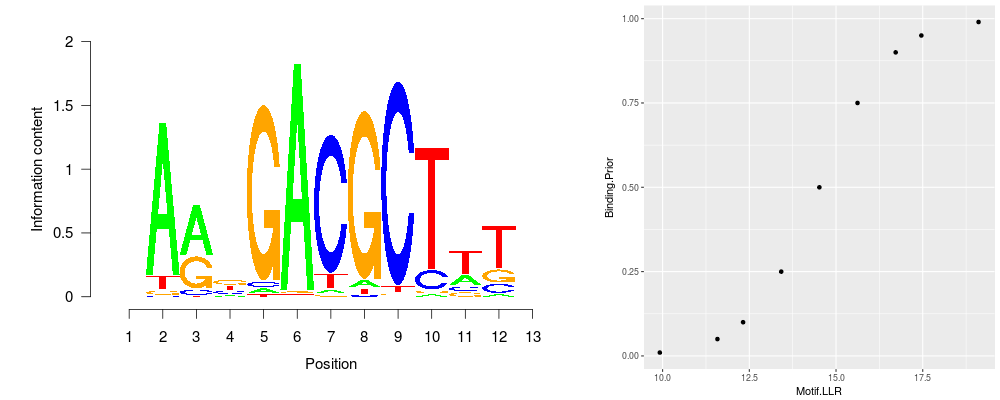 Information content
2
1.5
1
0.5
0
A A G A C G C T T T
T G C T
1 2 3 4 5 6 7 8 9 10 11 12 13
Position
Binding.Prior
1.00
0.75
0.50
0.25
0.00
10.0 12.5 15.0 17.5
Motif.LLR